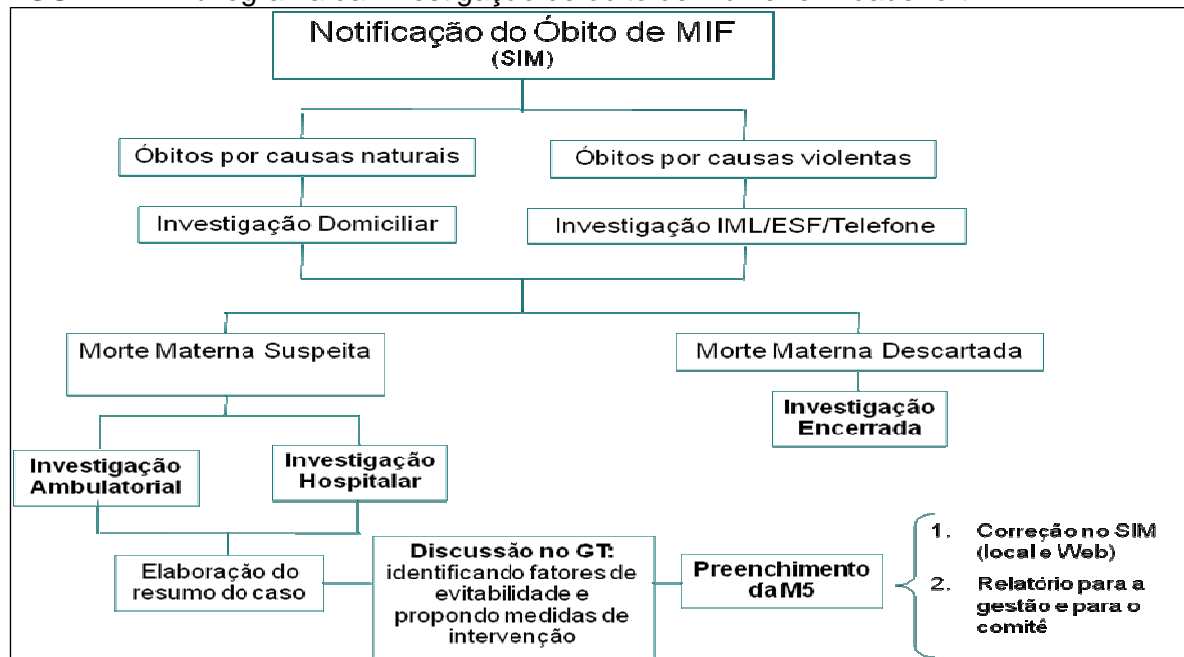 Notificação do Óbito de MIF
(SIM)
Óbitos por causas naturais
Óbitos por causas violentas
Investigação Domiciliar
Investigação IML/ESF/Telefone
Morte Materna Suspeita
Morte Materna Descartada
Investigação
Encerrada
Investigação
Ambulatorial
Investigação
Hospitalar
Elaboração do
resumo do caso
Discussão no GT:
identificando fatores de
evitabilidade e
propondo medidas de
intervenção
Preenchimento
da M5
1. Correção no SIM
(local e Web)
2. Relatório para a
gestão e para o
comitê